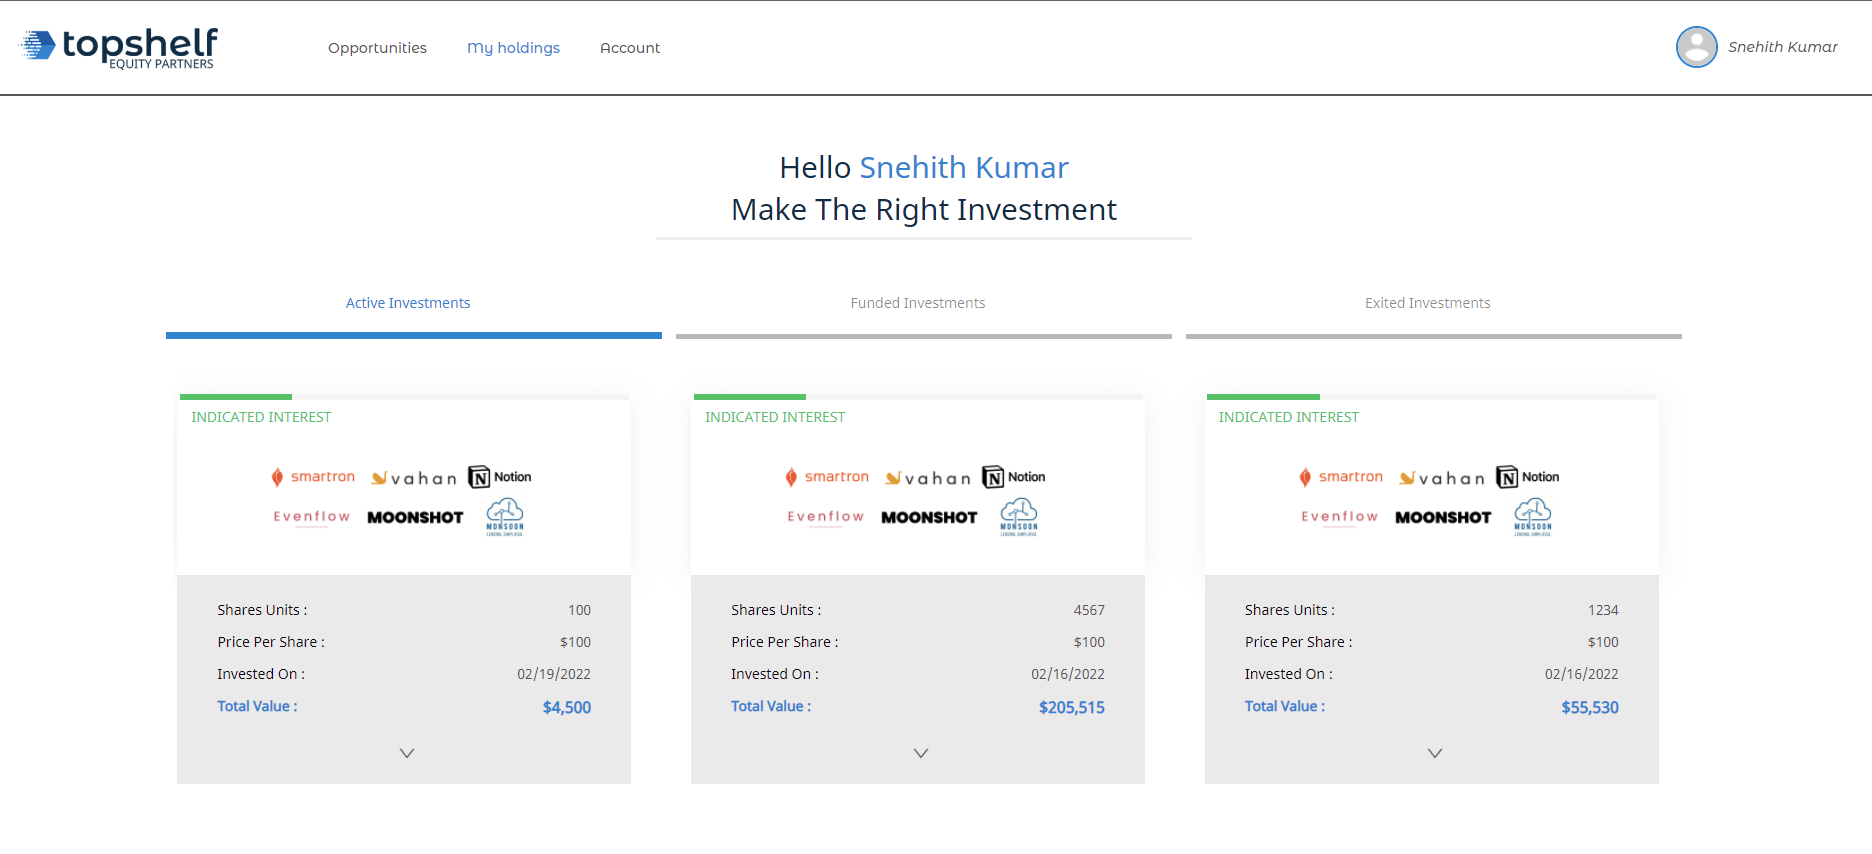 topshelf
EQUITY PARTNERS
Opportunities My holdings Account
Snehith Kumar
Hello Snehith Kumar
Make The Right Investment
Active Investments Funded Investments Exited Investments
INDICATED INTEREST
smartron vahan Notion
Evenflow MOONSHOT MONSOON
Shares Units : 100
Price Per Share : $100
Invested On : 02/19/2022
Total Value : $4,500
INDICATED INTEREST
smartron vahan Notion
Evenflow MOONSHOT MONSOON
Shares Units : 4567
Price Per Share : $100
Invested On : 02/16/2022
Total Value : $205,515
INDICATED INTEREST
smartron vahan Notion
Evenflow MOONSHOT MONSOON
Shares Units : 1234
Price Per Share : $100
Invested On : 02/16/2022
Total Value : $55,530